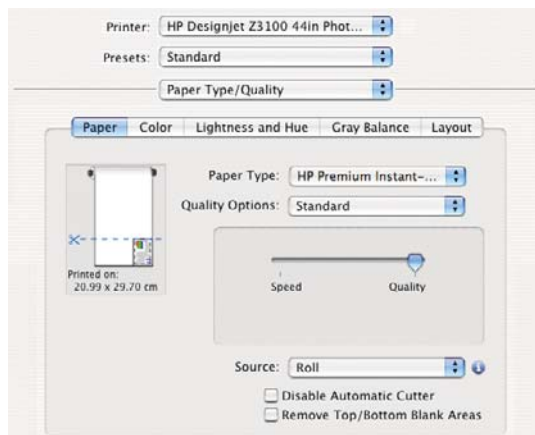 Printer: HP Designjet Z3100 44in Phot...
Presets: Standard
Paper Type/Quality
Paper Color Lightness and Hue Gray Balance Layout
Paper Type: HP Premium Instant-...
Quality Options: Standard
Printed on:
20.99 x 29.70 cm
Speed Quality
Source: Roll
Disable Automatic Cutter
Remove Top/Bottom Blank Areas